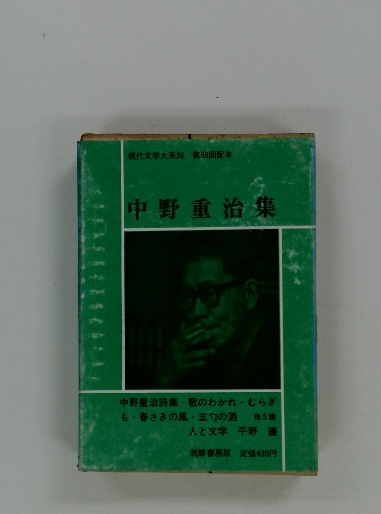 現代文学大系36 第38回配本
中野重治集
中野重治詩集・歌のわかれ・むらぎ
も・春さきの風・五勺の酒 他5篇
人と文学 平野 謙
筑摩書房版 定価430円